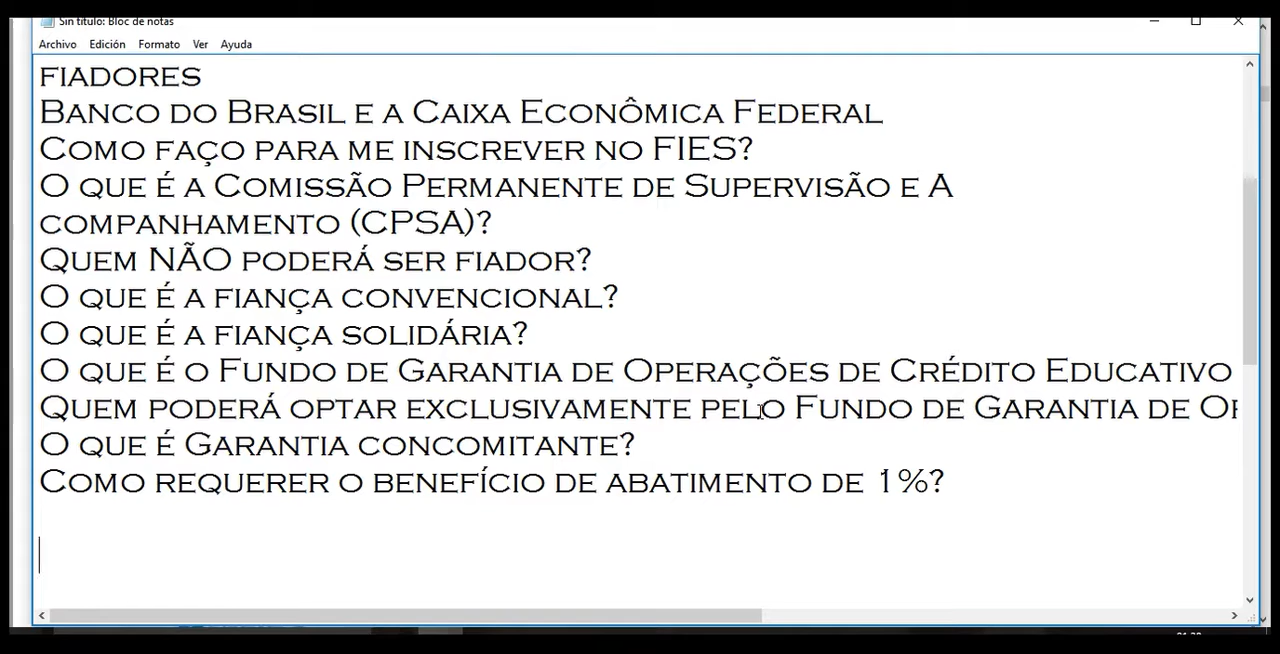 Sin título: Bloc de notas
Archivo Edición Formato Ver Ayuda
FIADORES
Banco do Brasil e a Caixa Econômica Federal
Como faço para me inscrever no FIES?
O que é a Comissão Permanente de Supervisão e A
companhamento (CPSA)?
Quem NÃO poderá ser fiador?
O que é a fiança convencional?
O que é a fiança solidária?
O que é o Fundo de Garantia de Operações de Crédito Educativo
Quem poderá optar exclusivamente pelo Fundo de Garantia de
O que é Garantia concomitante?
Como requerer o benefício de abatimento de 1%?